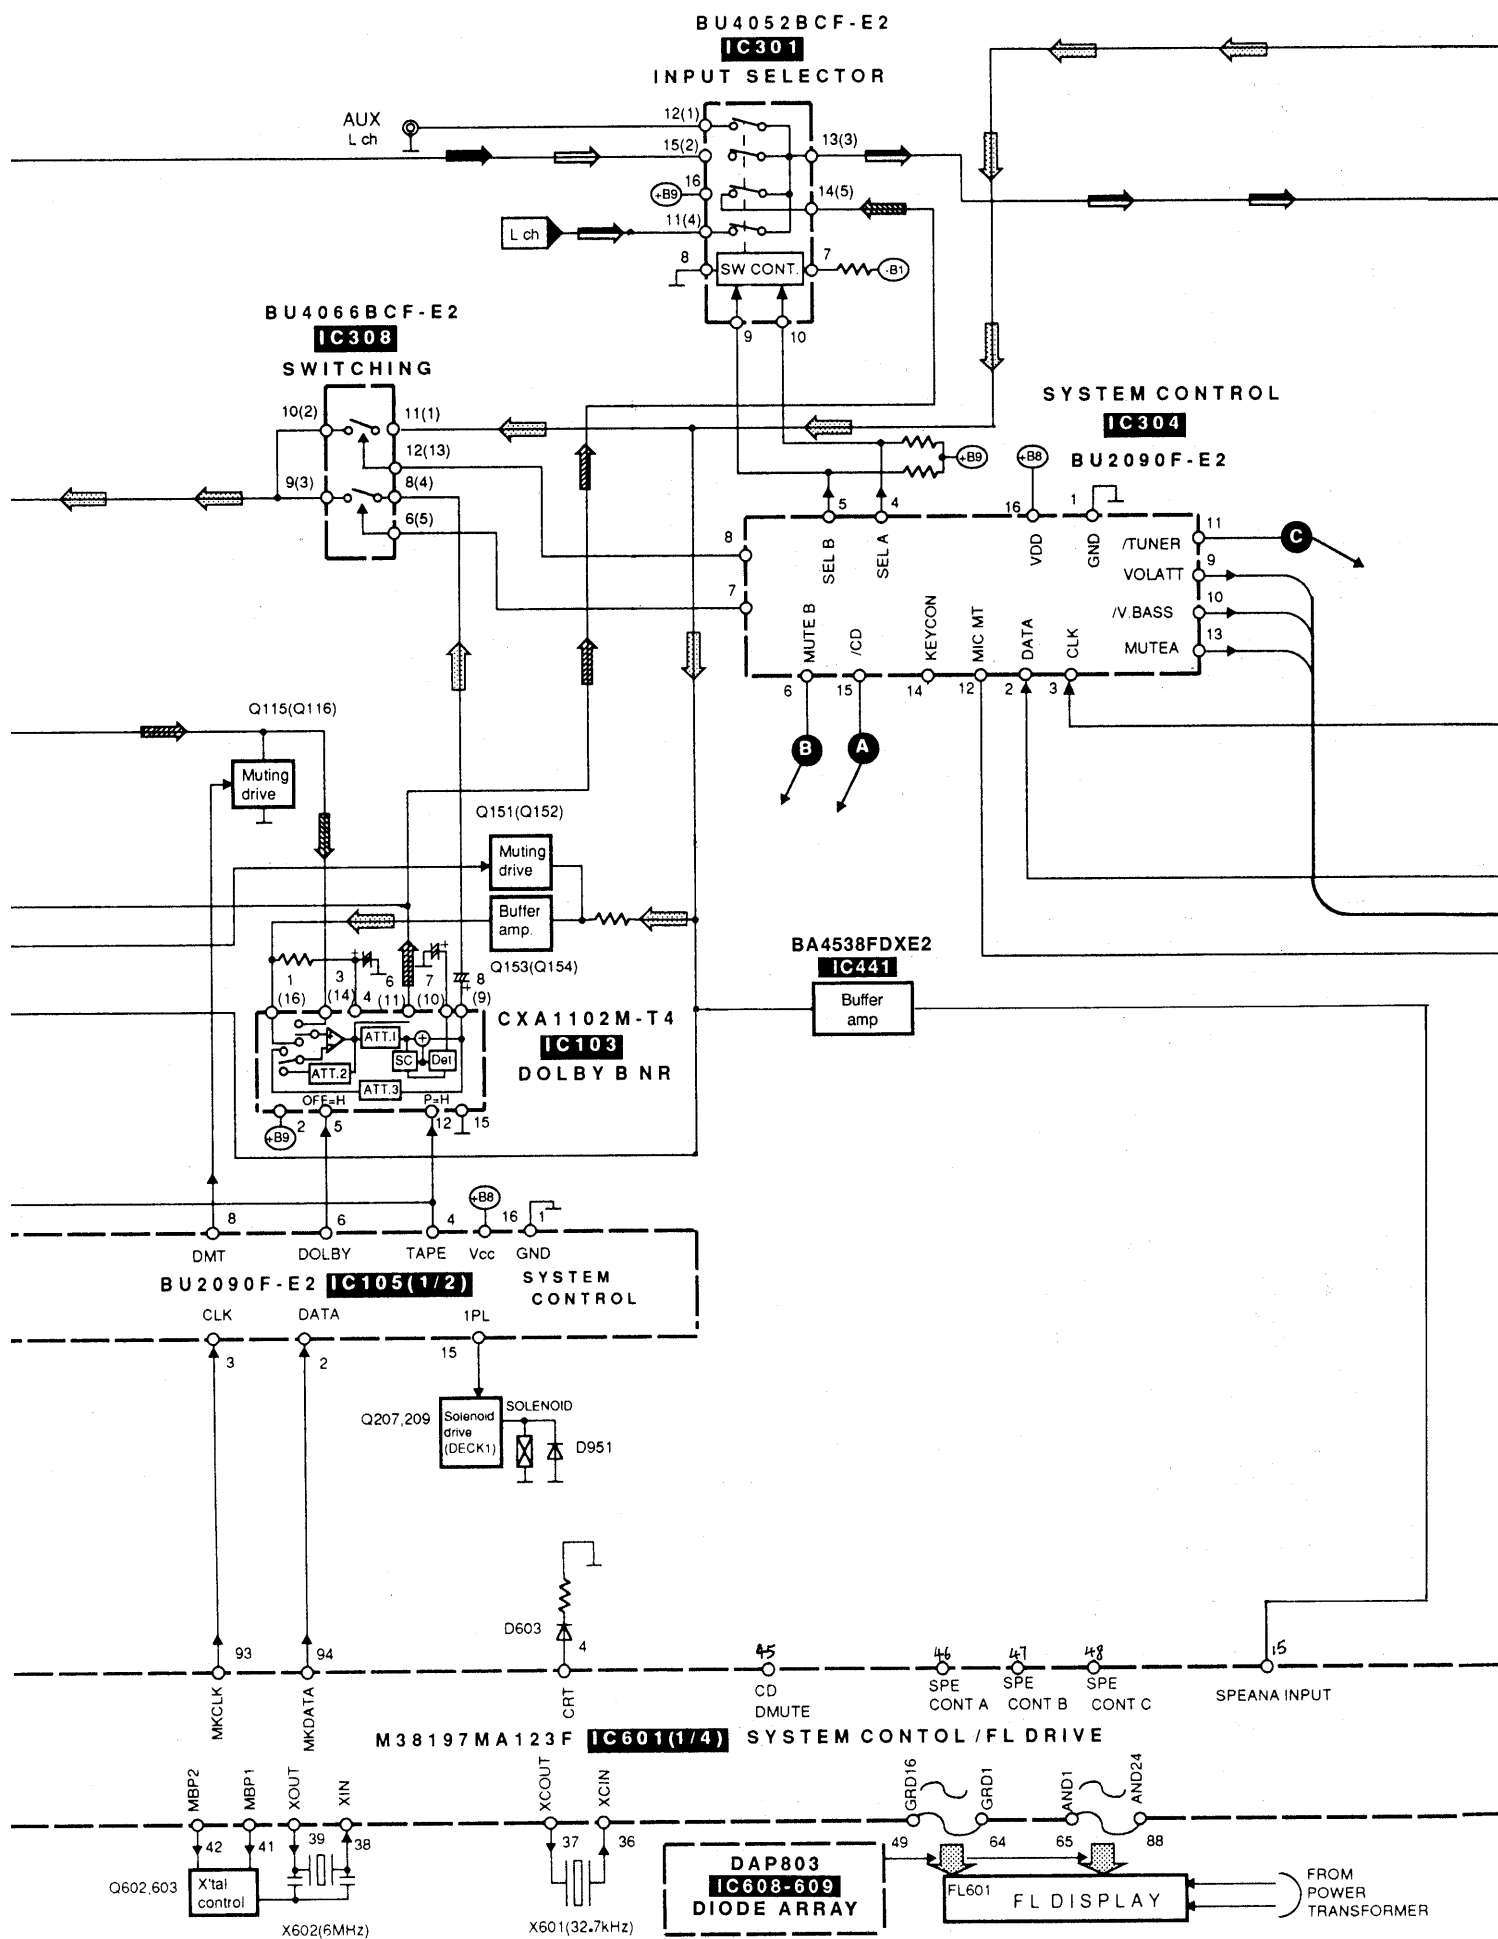 BU4052BCF-E2
IC301
INPUT SELECTOR
AUX
L ch
12(1)
15(2)
16
+B9
11(4)
L ch
8
13(3)
14(5)
7
-B1
SW CONT.
9
10
BU4066BCF-E2
IC308
SWITCHING
10(2)
11(1)
12(13)
9(3)
8(4)
6(5)
SYSTEM CONTROL
IC304
BU2090F-E2
+B9
+B8
5
4
16
1
11
8
SEL B
SEL A
VDD
GND
/TUNER
C
9
VOLATT
7
10
/V.BASS
13
MUTEA
MUTE B
/CD
KEYCON
MIC MT
DATA
CLK
6
15
14
12
2
3
B
A
Q115(Q116)
Muting
drive
Q151(Q152)
Muting
drive
Buffer
amp.
Q153(Q154)
BA4538FDXE2
IC441
Buffer
amp
1
(16)
3
(14)
4
6
(11)
7
(10)
8
(9)
CXA1102M-T4
IC103
DOLBY B NR
ATT.1
+
SC
Det
ATT.2
ATT.3
OFF=H
P=H
+B9
2
5
12
15
8
6
4
+B8
16
1
DMT
DOLBY
TAPE
Vcc
GND
BU2090F-E2
IC105(1/2)
SYSTEM
CONTROL
CLK
DATA
1PL
3
2
15
Q207,209
Solenoid
drive
(DECK1)
SOLENOID
D951
D603
4
93
94
45
46
47
48
15
MKCLK
MKDATA
CRT
CD
DMUTE
SPE
CONT A
SPE
CONT B
SPE
CONT C
SPEANA INPUT
M38197MA123F
IC601(1/4)
SYSTEM CONTOL /FL DRIVE
MBP2
MBP1
XOUT
XIN
XCOUT
XCIN
GRD16
GRD1
AND1
AND24
42
41
39
38
37
36
49
64
65
88
Q602,603
X'tal
control
X602(6MHz)
X601(32.7kHz)
DAP803
IC608-609
DIODE ARRAY
FL601
FL DISPLAY
FROM
POWER
TRANSFORMER